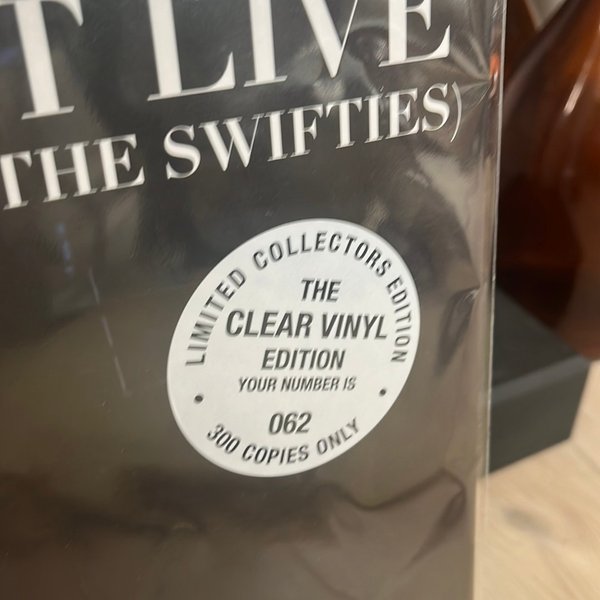 T LIVE
THE SWIFTIES)
LIMITED COLLECTORS EDITION
THE
CLEAR VINYL
EDITION
YOUR NUMBER IS
062
300 COPIES ONLY